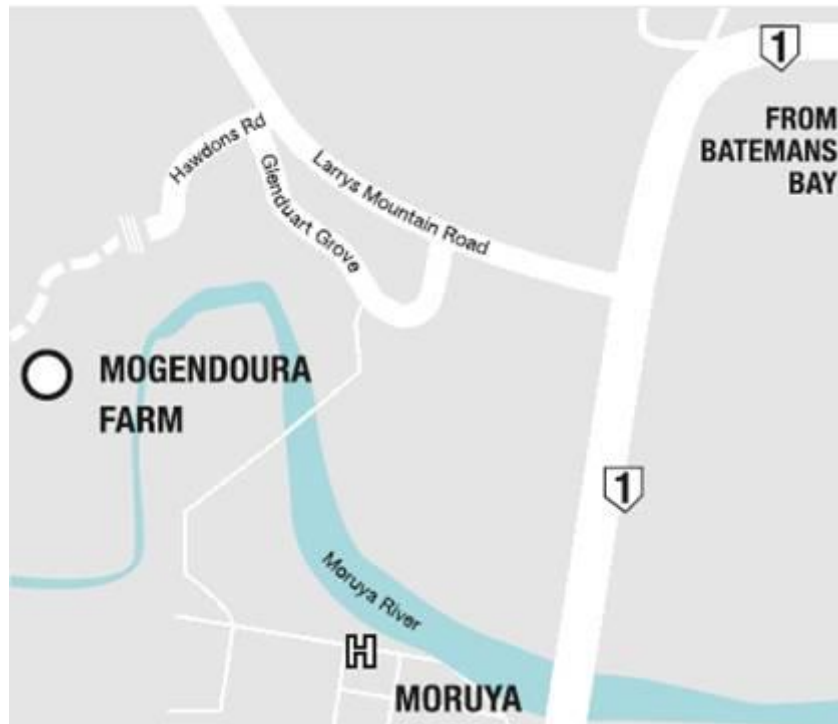 1
FROM
BATEMANS
BAY
Hawdons Rd
Larrys Mountain Road
Glenduart Grove
MOGENDOURA
FARM
1
Moruya River
H
MORUYA